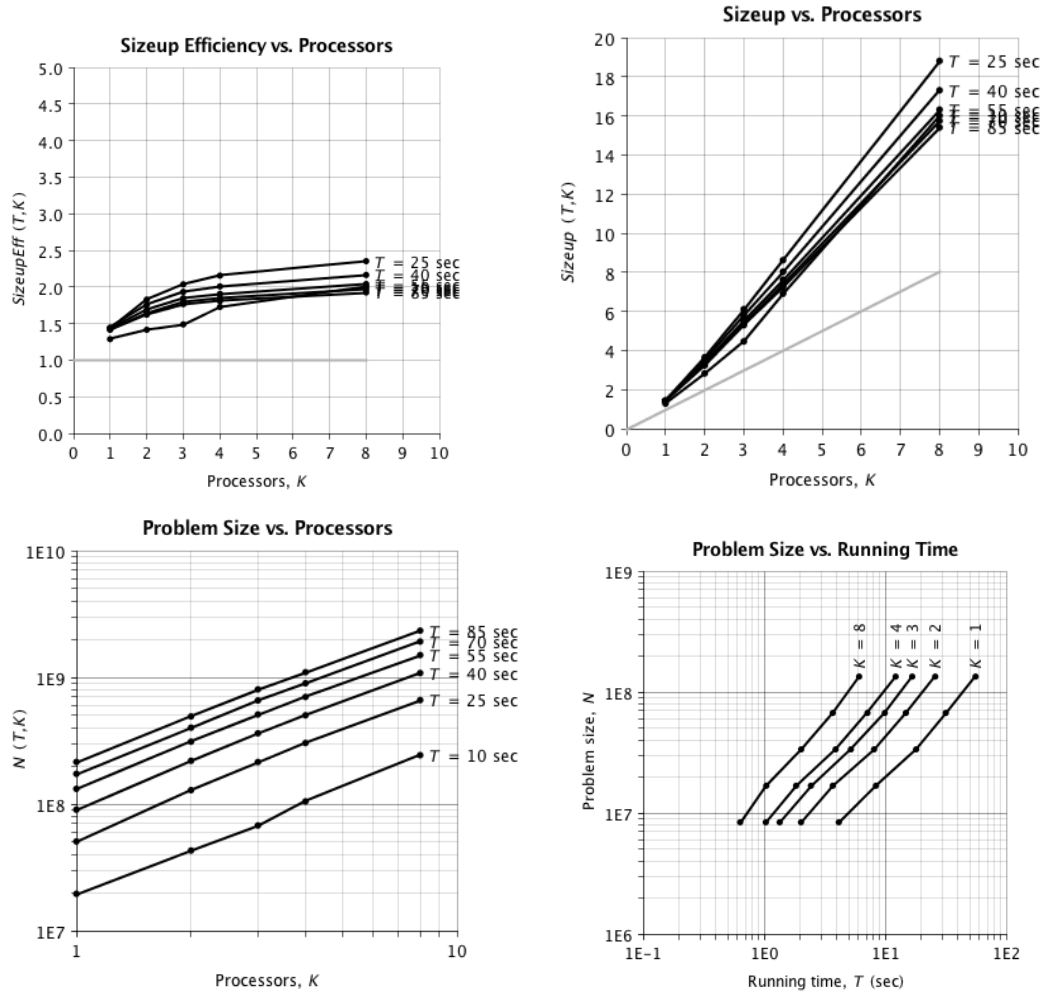 Sizeup Efficiency vs. Processors
SizeupEff (T,K)
5.0
4.5
4.0
3.5
3.0
2.5
2.0
1.5
1.0
0.5
0.0
T = 25 sec
T = 40 sec
T = 85 sec
0 1 2 3 4 5 6 7 8 9 10
Processors, K
Sizeup vs. Processors
Sizeup (T,K)
20
18
16
14
12
10
8
6
4
2
0
T = 25 sec
T = 40 sec
T = 55 sec
T = 85 sec
0 1 2 3 4 5 6 7 8 9 10
Processors, K
Problem Size vs. Processors
N (T,K)
1E10
1E9
1E8
1E7
T = 85 sec
T = 70 sec
T = 55 sec
T = 40 sec
T = 25 sec
T = 10 sec
1 10
Processors, K
Problem Size vs. Running Time
Problem size, N
1E9
1E8
1E7
1E6
K = 8
K = 4
K = 3
K = 2
K = 1
1E-1 1E0 1E1 1E2
Running time, T (sec)